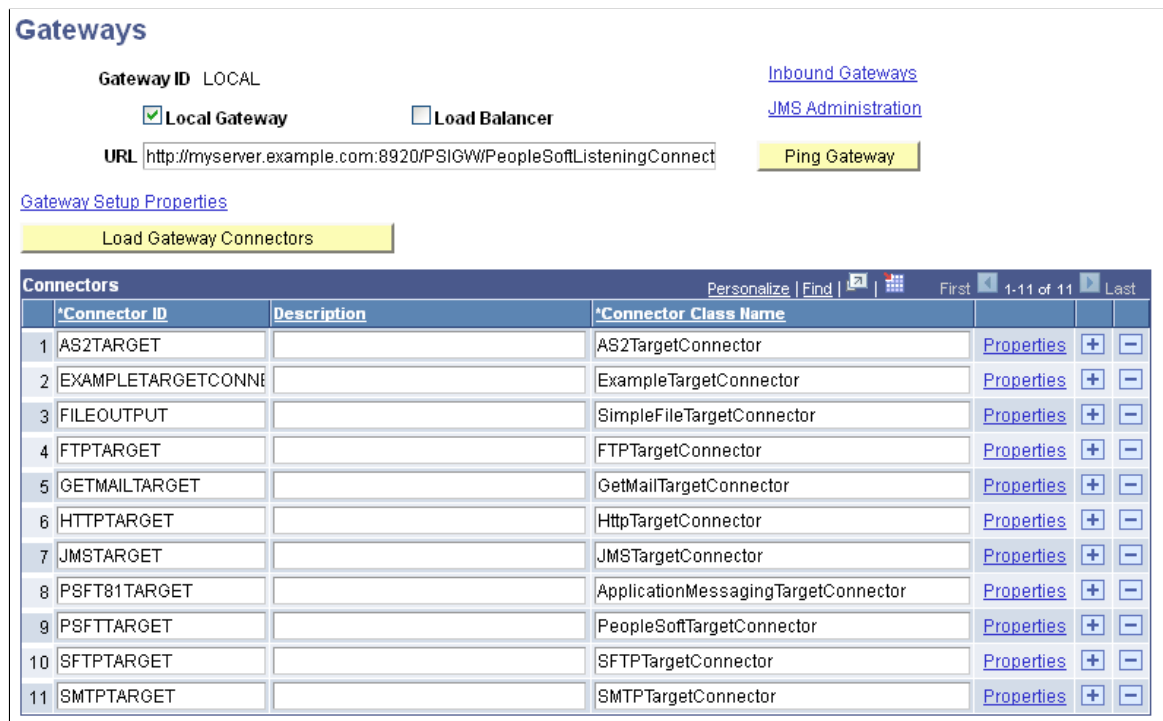 Gateways
Gateway ID LOCAL Inbound Gateways
Local Gateway Load Balancer JMS Administration
URL http://myserver.example.com:8920/PSIGW/PeopleSoftListeningConnect Ping Gateway
Gateway Setup Properties
Load Gateway Connectors
Connectors Personalize | Find | | First 1-11 of 11 Last
*Connector ID Description *Connector Class Name
1 AS2TARGET AS2TargetConnector Properties
2 EXAMPLETARGETCONNE ExampleTargetConnector Properties
3 FILEOUTPUT SimpleFileTargetConnector Properties
4 FTPTARGET FTPTargetConnector Properties
5 GETMAILTARGET GetMailTargetConnector Properties
6 HTTPTARGET HttpTargetConnector Properties
7 JMSTARGET JMSTargetConnector Properties
8 PSFT81TARGET ApplicationMessagingTargetConnector Properties
9 PSFTTARGET PeopleSoftTargetConnector Properties
10 SFTPTARGET SFTPTargetConnector Properties
11 SMTPTARGET SMTPTargetConnector Properties